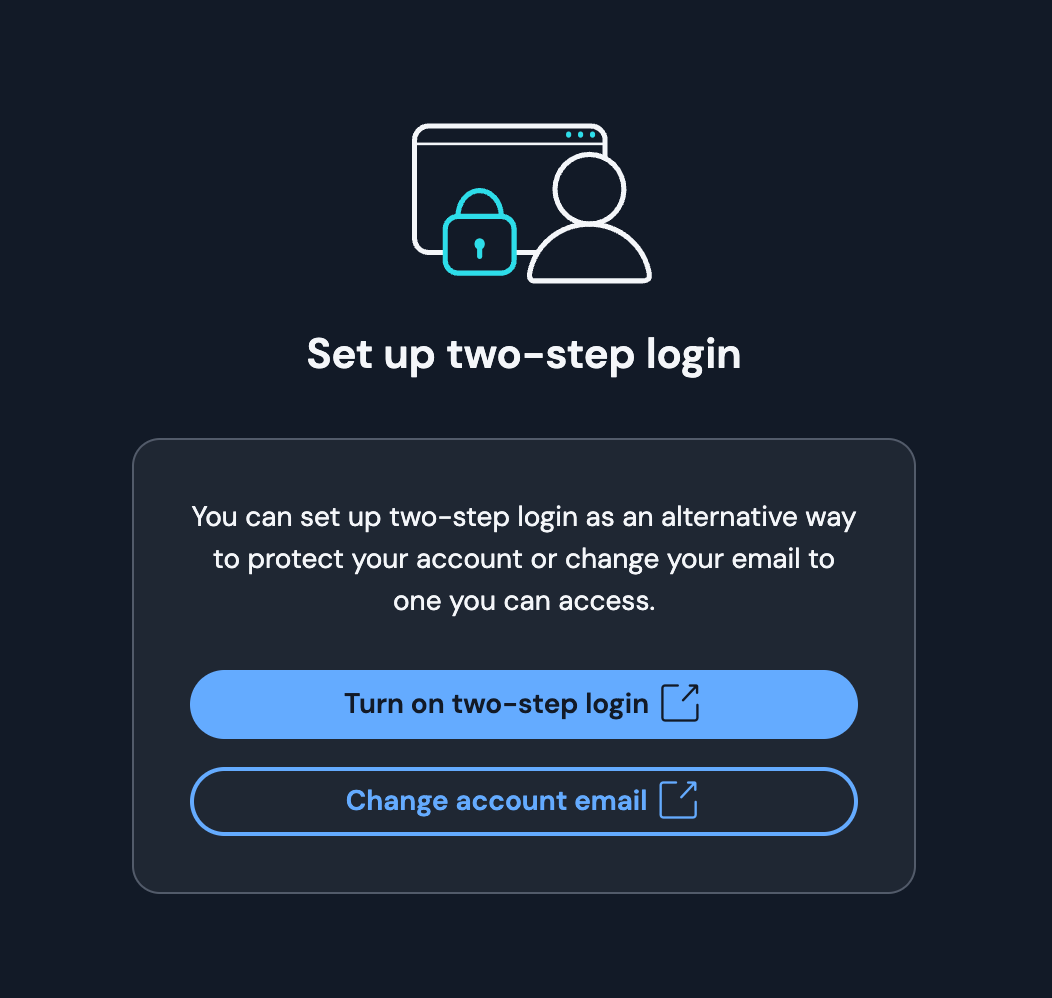 Set up two-step login
You can set up two-step login as an alternative way
to protect your account or change your email to
one you can access.
Turn on two-step login
Change account email